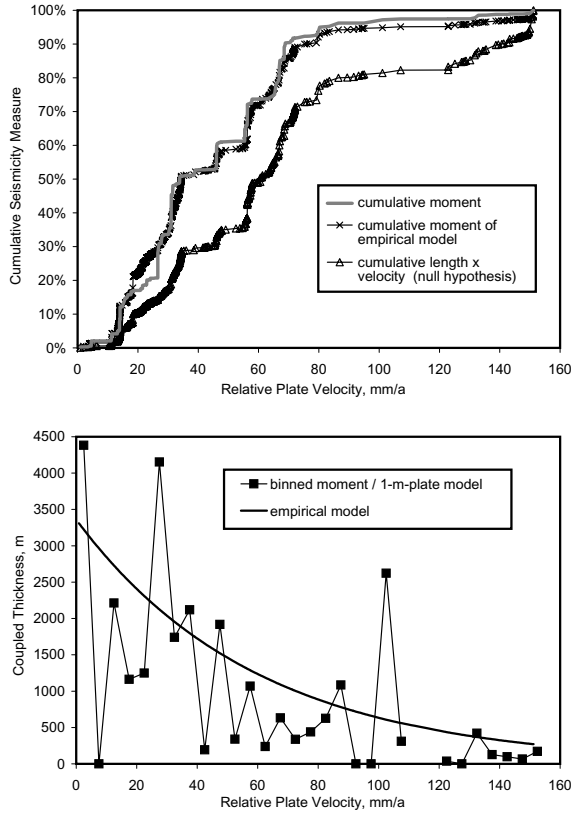 100%
90%
80%
70%
60%
50%
40%
30%
20%
10%
0%
Cumulative Seismicity Measure
cumulative moment
cumulative moment of
empirical model
cumulative length x
velocity (null hypothesis)
0 20 40 60 80 100 120 140 160
Relative Plate Velocity, mm/a
4500
4000
3500
3000
2500
2000
1500
1000
500
0
Coupled Thickness, m
binned moment / 1-m-plate model
empirical model
0 20 40 60 80 100 120 140 160
Relative Plate Velocity, mm/a